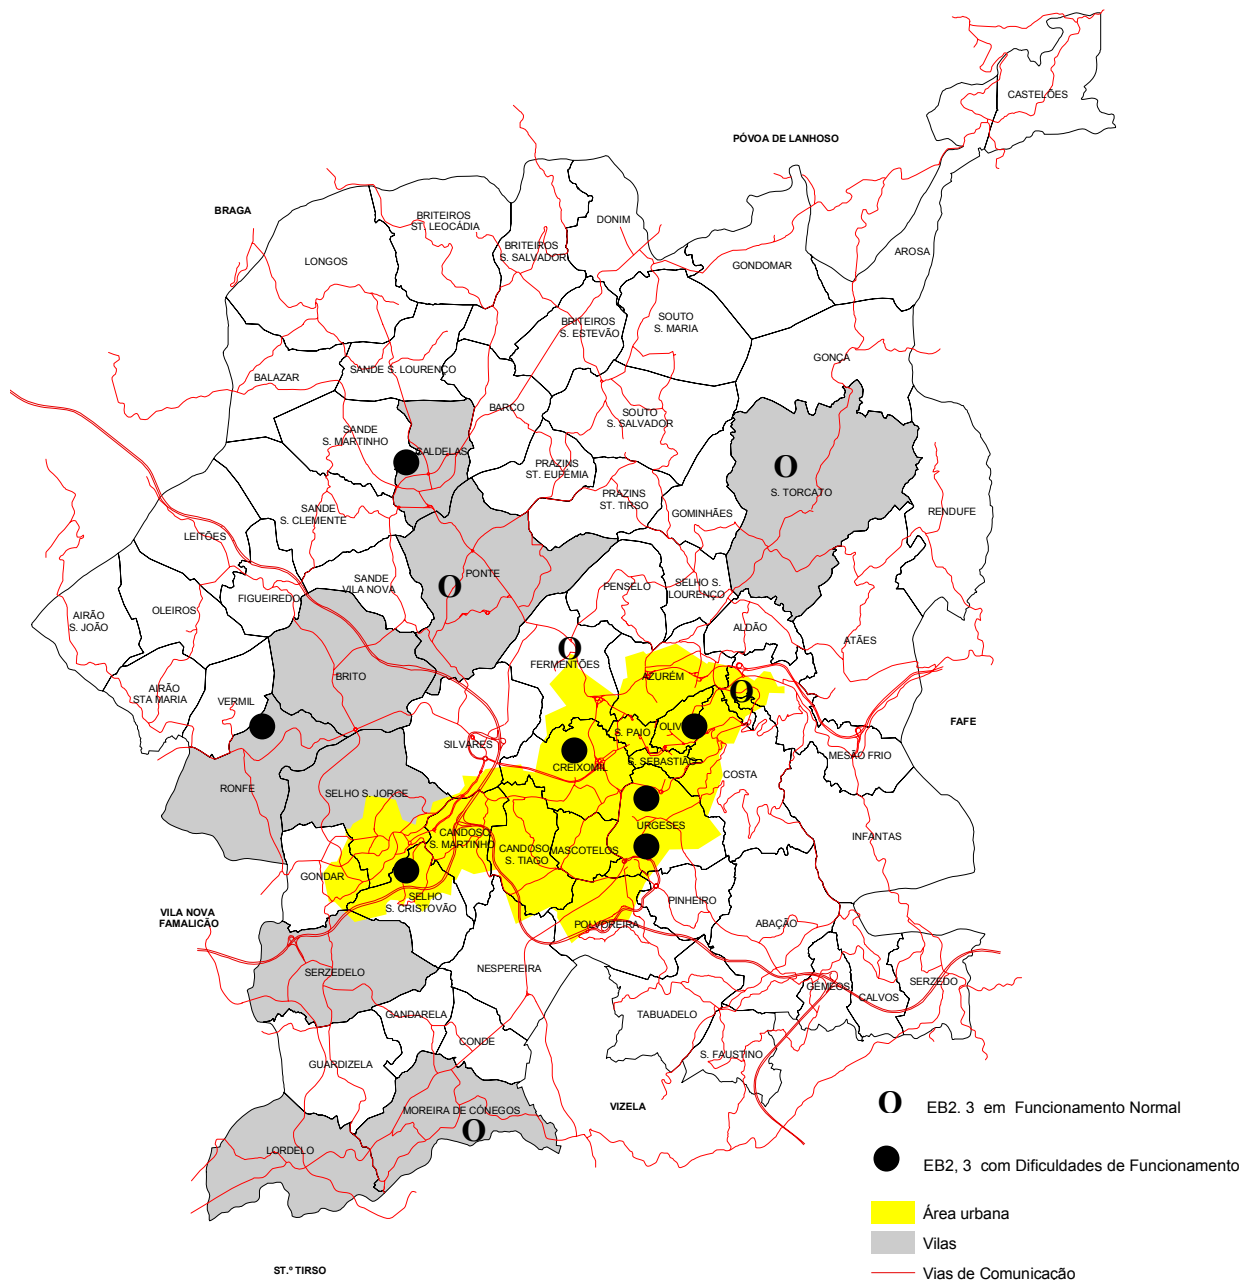 CASTELÕES
PÓVOA DE LANHOSO
BRAGA
BRITEIROS
ST. LEOCÁDIA
DONIM
BRITEIROS
S. SALVADOR
LONGOS
GONDOMAR
AROSA
BRITEIROS
S. ESTEVÃO
SOUTO
S. MARIA
GONÇA
SANDE S. LOURENÇO
BALAZAR
BARCO
SOUTO
S. SALVADOR
SANDE
S. MARTINHO
CALDELAS
PRAZINS
ST. EUFÉMIA
O
S. TORCATO
PRAZINS
ST. TIRSO
GOMINHÃES
RENDUFE
SANDE
S. CLEMENTE
LEITÕES
SANDE
VILA NOVA
O
PONTE
PENSELO
SELHO S.
LOURENÇO
FIGUEIREDO
OLEIROS
AIRÃO
S. JOÃO
ALDÃO
ATÃES
O
FERMENTÕES
BRITO
AZURÉM
O
AIRÃO
STA MARIA
VERMIL
FAFE
S. PAIO
OLIV
SILVARES
CREIXOMIL
S. SEBASTIÃO
COSTA
MESÃO FRIO
RONFE
SELHO S. JORGE
URGESES
INFANTAS
CANDOSO
S. MARTINHO
CANDOSO
S. TIAGO
MASCOTELOS
GONDAR
SELHO
S. CRISTOVÃO
PINHEIRO
VILA NOVA
FAMALICÃO
POLVOREIRA
ABAÇÃO
SERZEDELO
NESPEREIRA
GÉMEOS
CALVOS
SERZEDO
GANDARELA
TABUADELO
CONDE
S. FAUSTINO
GUARDIZELA
VIZELA
MOREIRA DE CÓNEGOS
O
LORDELO
ST.º TIRSO
O EB2. 3 em Funcionamento Normal
EB2, 3 com Dificuldades de Funcionamento
Área urbana
Vilas
Vias de Comunicação